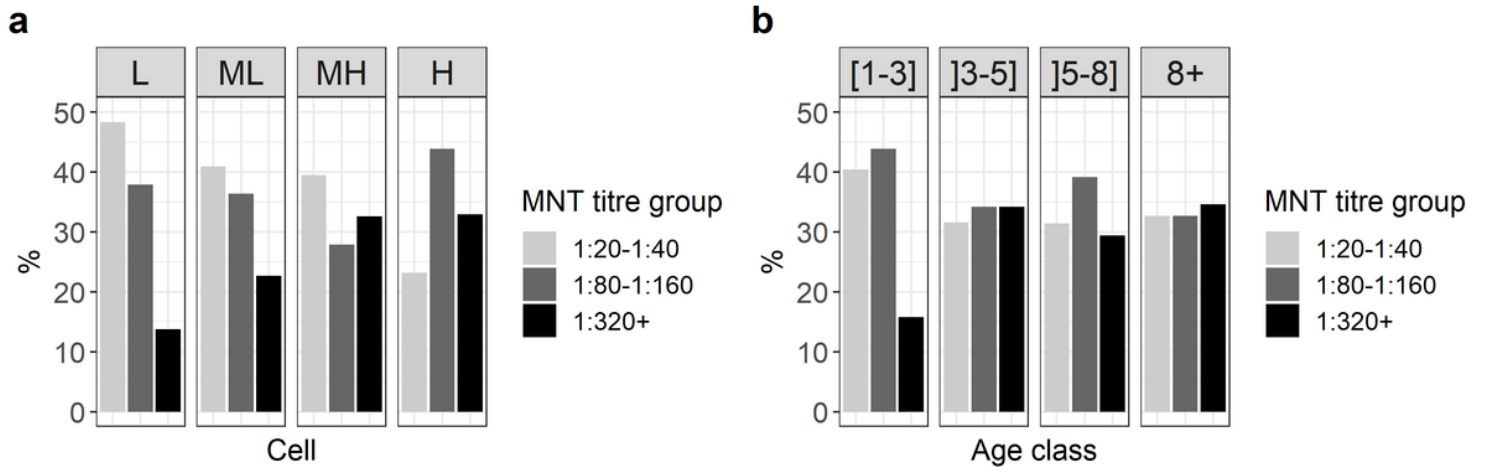 a
L ML MH H
50
40
30
20
10
0
%
Cell
MNT titre group
1:20-1:40
1:80-1:160
1:320+
b
[1-3] ]3-5] ]5-8] 8+
50
40
30
20
10
0
%
Age class
MNT titre group
1:20-1:40
1:80-1:160
1:320+